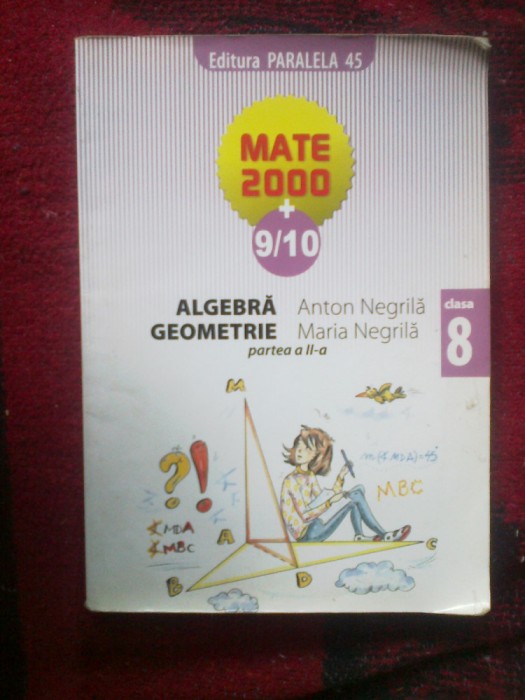 Editura PARALELA 45
MATE
2000
+
9/10
ALGEBRĂ Anton Negrilă
GEOMETRIE Maria Negrilă
partea a II-a
clasa
8
M
?!
MBC
∢MDA
∢MBC
A
B
D
C